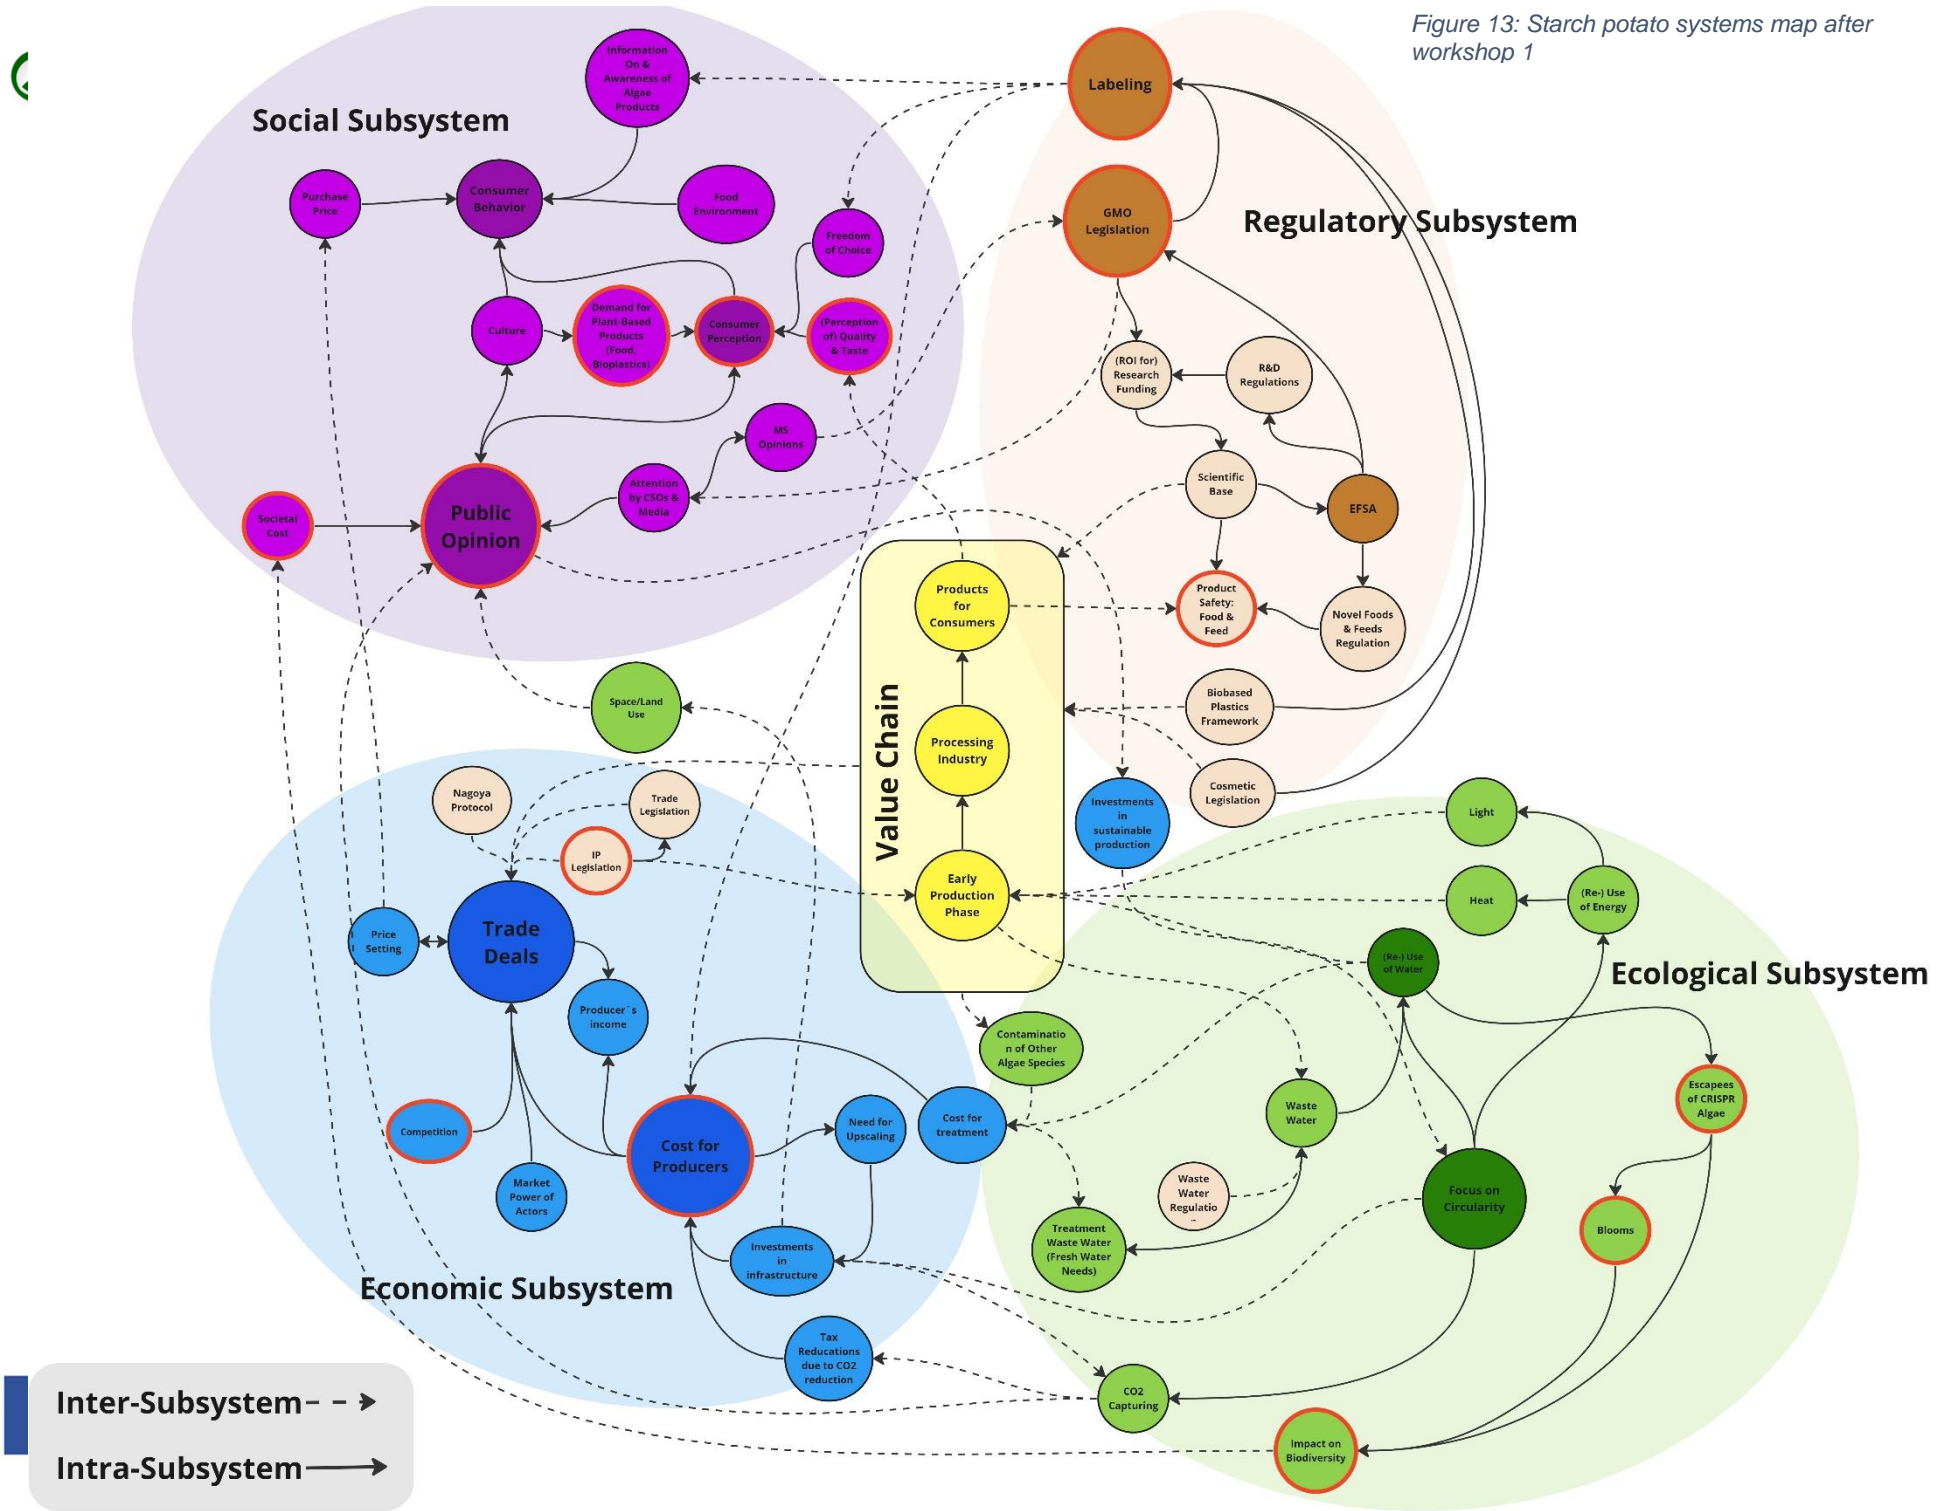 Figure 13: Starch potato systems map after
workshop 1
Social Subsystem
Information
On &
Awareness of
Algae
Products
Purchase
Price
Consumer
Behavior
Food
Environment
Freedom
of Choice
Culture
Demand for
Plant-Based
Products
(Food,
Bioplastics)
Consumer
Perception
(Perception
of) Quality
& Taste
MS
Opinions
Attention
by CSOs &
Media
Societal
Cost
Public
Opinion
Labeling
GMO
Legislation
Regulatory Subsystem
(ROI for)
Research
Funding
R&D
Regulations
Scientific
Base
EFSA
Product
Safety:
Food &
Feed
Novel Foods
& Feeds
Regulation
Biobased
Plastics
Framework
Cosmetic
Legislation
Value Chain
Products
for
Consumers
Processing
Industry
Early
Production
Phase
Space/Land
Use
Investments
in
sustainable
production
Nagoya
Protocol
Trade
Legislation
IP
Legislation
Price
Setting
Trade
Deals
Producer´s
income
Competition
Market
Power of
Actors
Cost for
Producers
Need for
Upscaling
Cost for
treatment
Investments
in
infrastructure
Tax
Reducations
due to CO2
reduction
Economic Subsystem
Light
Heat
(Re-) Use
of Energy
(Re-) Use
of Water
Ecological Subsystem
Contaminatio
n of Other
Algae Species
Waste
Water
Waste
Water
Regulatio
...
Treatment
Waste Water
(Fresh Water
Needs)
Focus on
Circularity
Escapees
of CRISPR
Algae
Blooms
CO2
Capturing
Impact on
Biodiversity
Inter-Subsystem
Intra-Subsystem